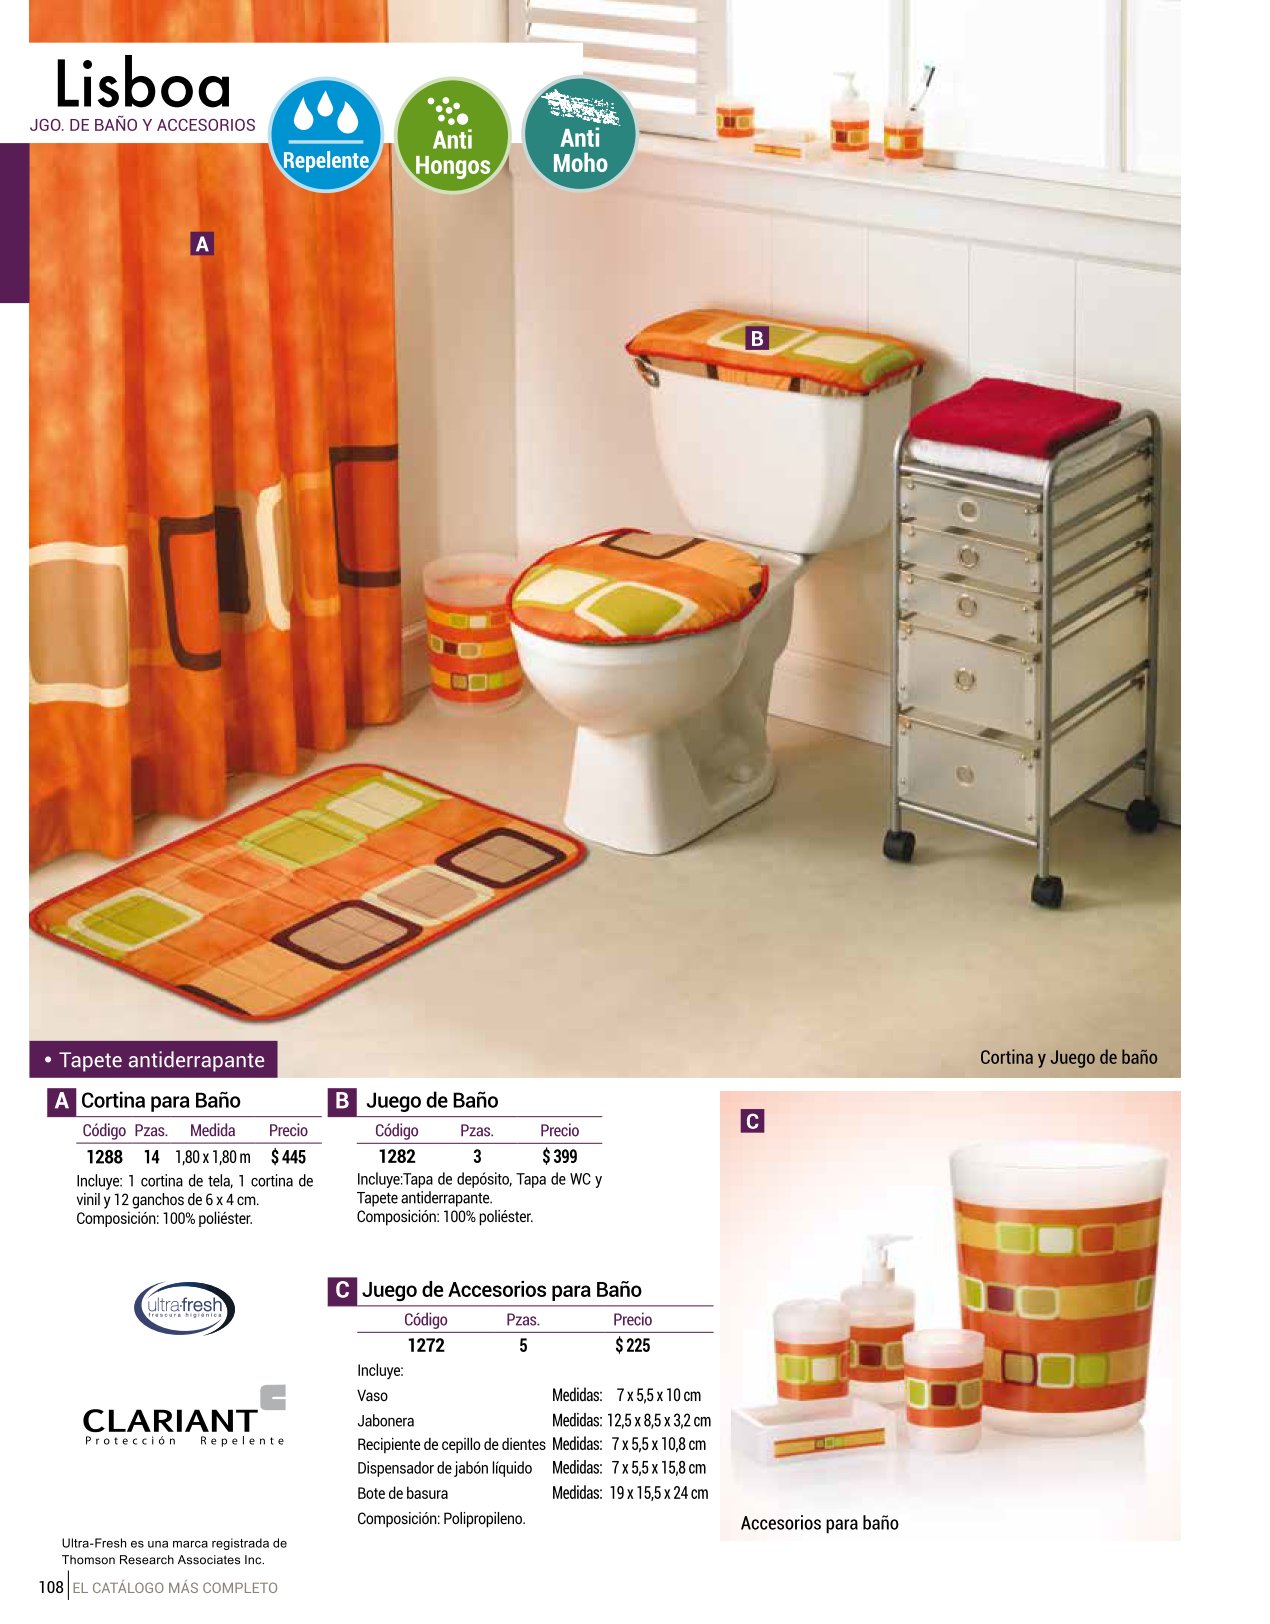 Lisboa
JGO. DE BAÑO Y ACCESORIOS
Repelente
Anti
Hongos
Anti
Moho
A
B
• Tapete antiderrapante
Cortina y Juego de baño
A Cortina para Baño
Código Pzas. Medida Precio
1288 14 1,80 x 1,80 m $ 445
Incluye: 1 cortina de tela, 1 cortina de
vinil y 12 ganchos de 6 x 4 cm.
Composición: 100% poliéster.
B Juego de Baño
Código Pzas. Precio
1282 3 $ 399
Incluye:Tapa de depósito, Tapa de WC y
Tapete antiderrapante.
Composición: 100% poliéster.
ultra-fresh
frescura higiénica
CLARIANT
Protección Repelente
C Juego de Accesorios para Baño
Código Pzas. Precio
1272 5 $ 225
Incluye:
Vaso Medidas: 7 x 5,5 x 10 cm
Jabonera Medidas: 12,5 x 8,5 x 3,2 cm
Recipiente de cepillo de dientes Medidas: 7 x 5,5 x 10,8 cm
Dispensador de jabón líquido Medidas: 7 x 5,5 x 15,8 cm
Bote de basura Medidas: 19 x 15,5 x 24 cm
Composición: Polipropileno.
C
Accesorios para baño
Ultra-Fresh es una marca registrada de
Thomson Research Associates Inc.
108 EL CATÁLOGO MÁS COMPLETO